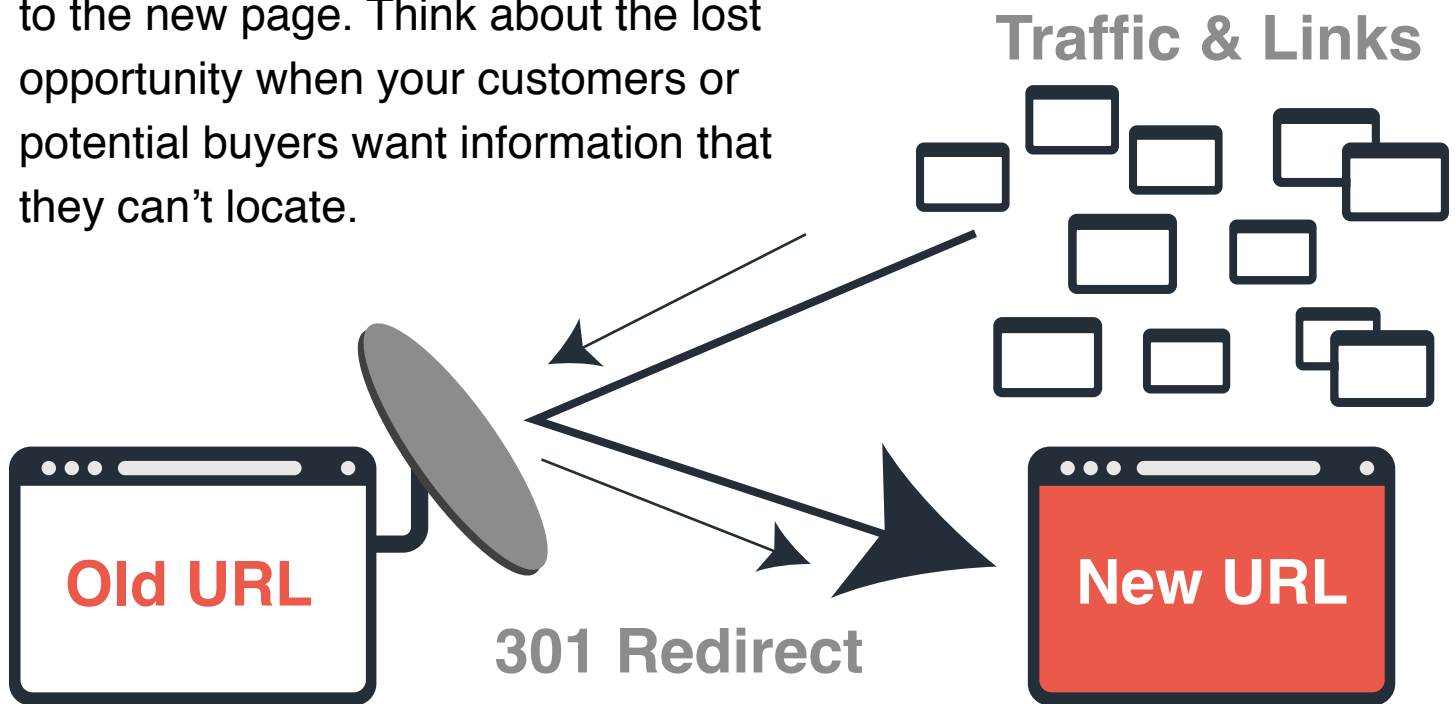 to the new page. Think about the lost
opportunity when your customers or
potential buyers want information that
they can’t locate.
Traffic & Links
Old URL
New URL
301 Redirect